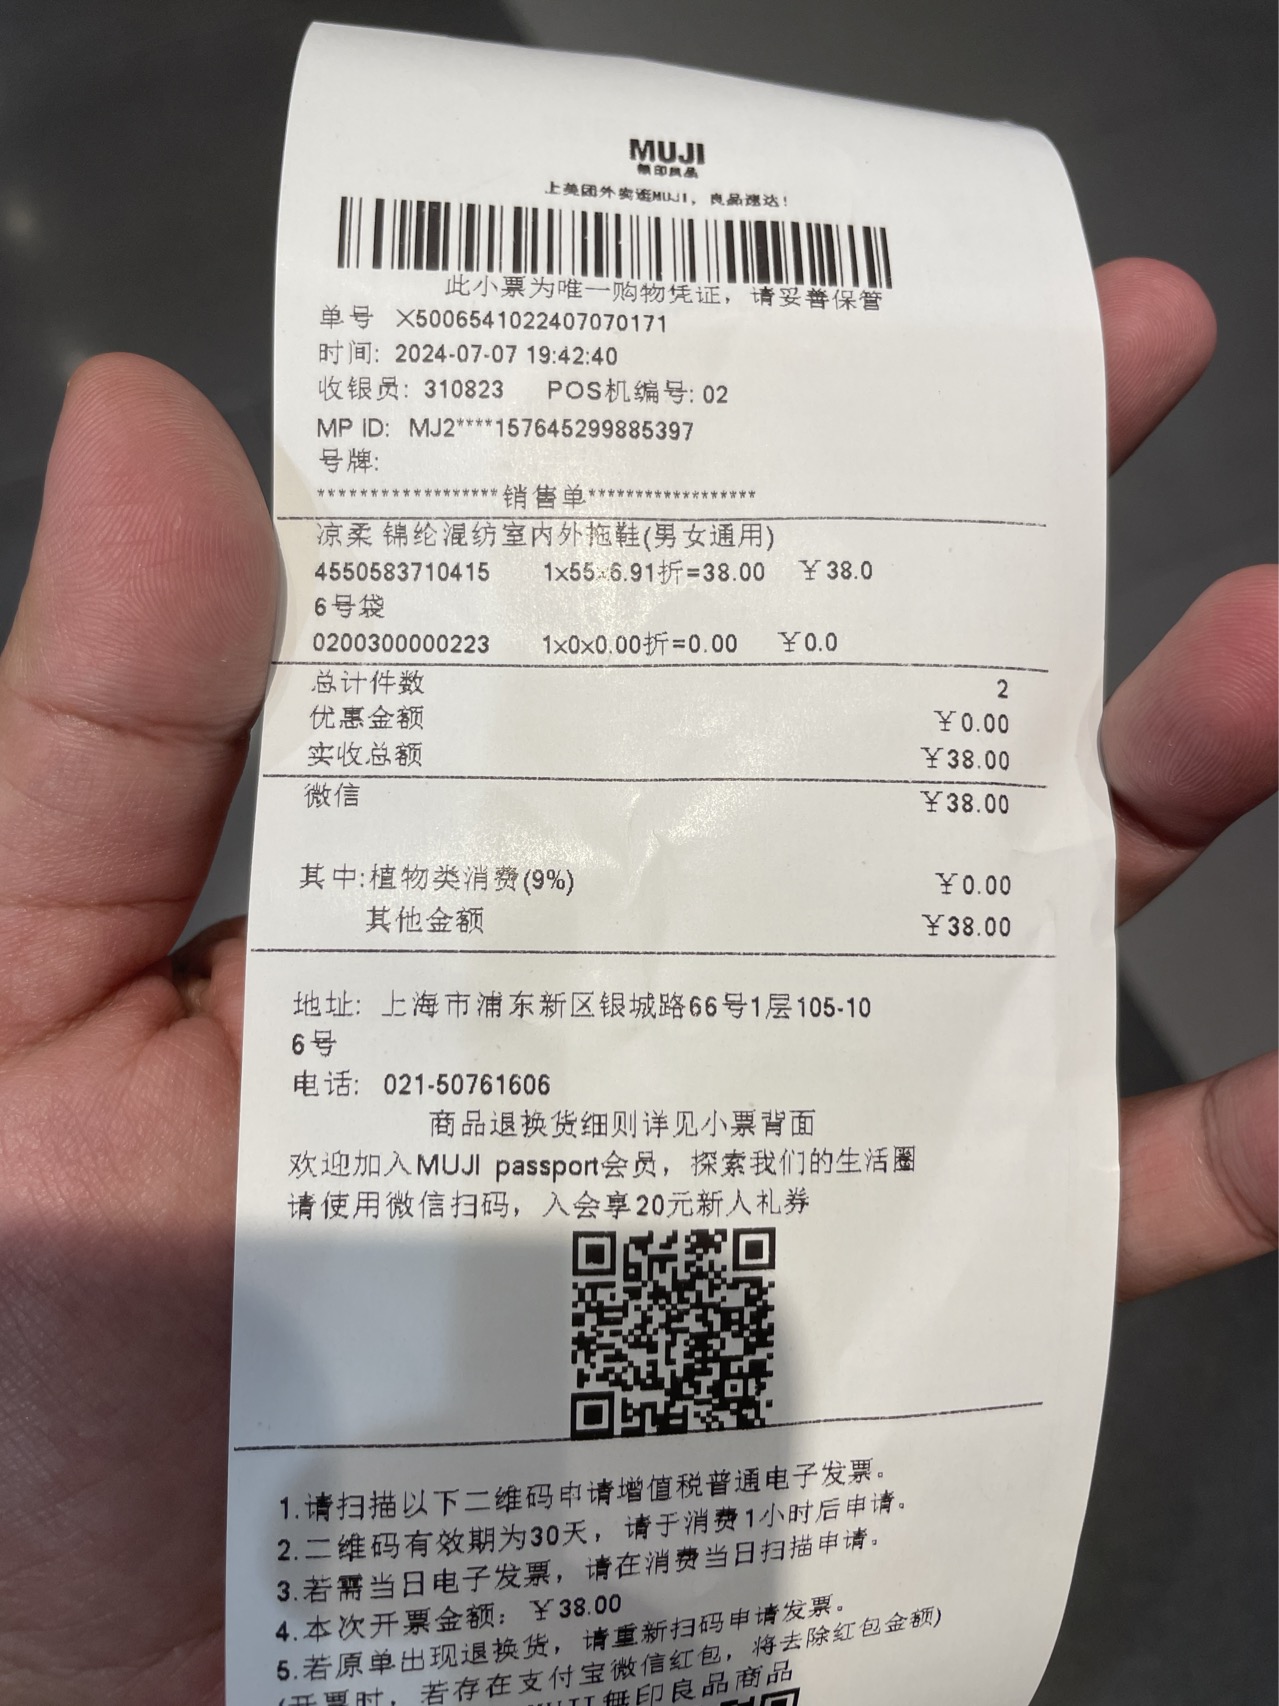 MUJI
無印良品
上美团外卖逛MUJI，良品速达！
此小票为唯一购物凭证，请妥善保管
单号 X5006541022407070171
时间: 2024-07-07 19:42:40
收银员: 310823 POS机编号: 02
MP ID: MJ2****157645299885397
号牌:
******************销售单*****************
凉柔 锦纶混纺室内外拖鞋(男女通用)
4550583710415 1x55x6.91折=38.00 ¥38.0
6号袋
0200300000223 1x0x0.00折=0.00 ¥0.0
总计件数 2
优惠金额 ¥0.00
实收总额 ¥38.00
微信 ¥38.00
其中:植物类消费(9%) ¥0.00
其他金额 ¥38.00
地址: 上海市浦东新区银城路66号1层105-10
6号
电话: 021-50761606
商品退换货细则详见小票背面
欢迎加入MUJI passport会员，探索我们的生活圈
请使用微信扫码，入会享20元新人礼券
1.请扫描以下二维码申请增值税普通电子发票。
2.二维码有效期为30天，请于消费1小时后申请。
3.若需当日电子发票，请在消费当日扫描申请。
4.本次开票金额: ¥38.00
5.若原单出现退换货，请重新扫码申请发票。
(开票时，若存在支付宝微信红包，将去除红包金额)
MUJI無印良品商品